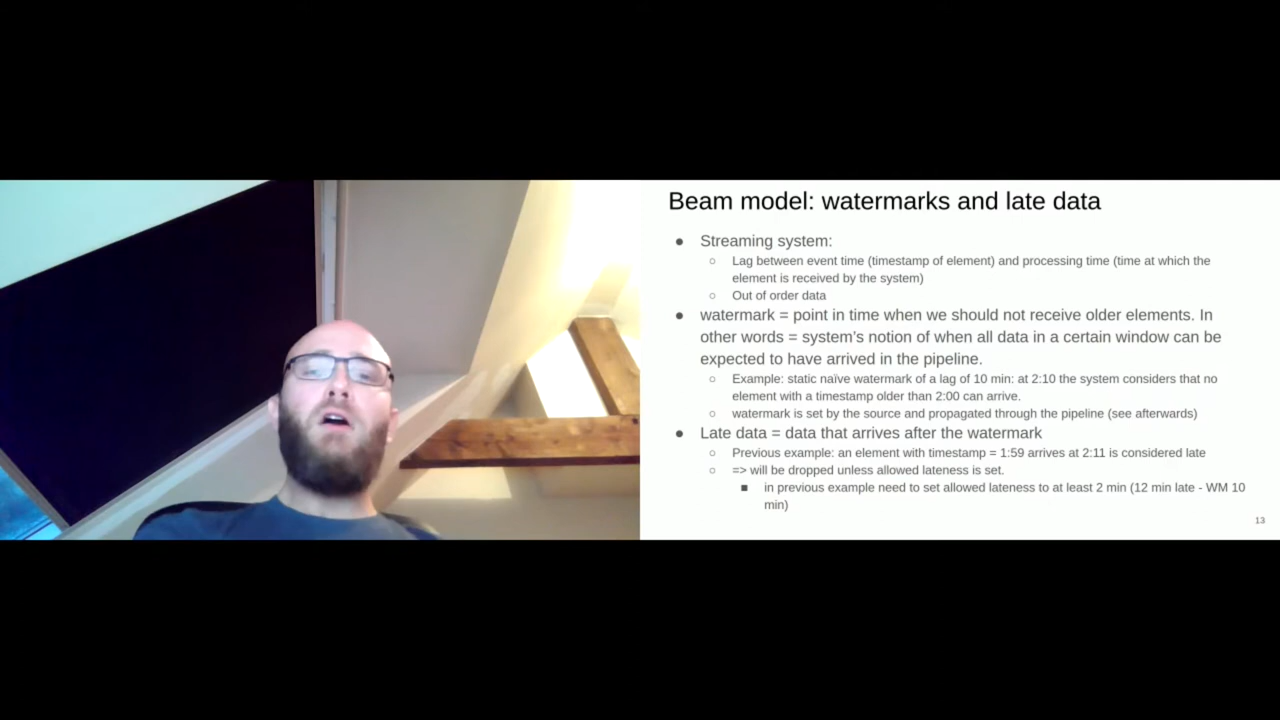 Beam model: watermarks and late data
● Streaming system:
○ Lag between event time (timestamp of element) and processing time (time at which the
element is received by the system)
○ Out of order data
● watermark = point in time when we should not receive older elements. In
other words = system's notion of when all data in a certain window can be
expected to have arrived in the pipeline.
○ Example: static naïve watermark of a lag of 10 min: at 2:10 the system considers that no
element with a timestamp older than 2:00 can arrive.
○ watermark is set by the source and propagated through the pipeline (see afterwards)
● Late data = data that arrives after the watermark
○ Previous example: an element with timestamp = 1:59 arrives at 2:11 is considered late
○ => will be dropped unless allowed lateness is set.
■ in previous example need to set allowed lateness to at least 2 min (12 min late - WM 10
min)
13